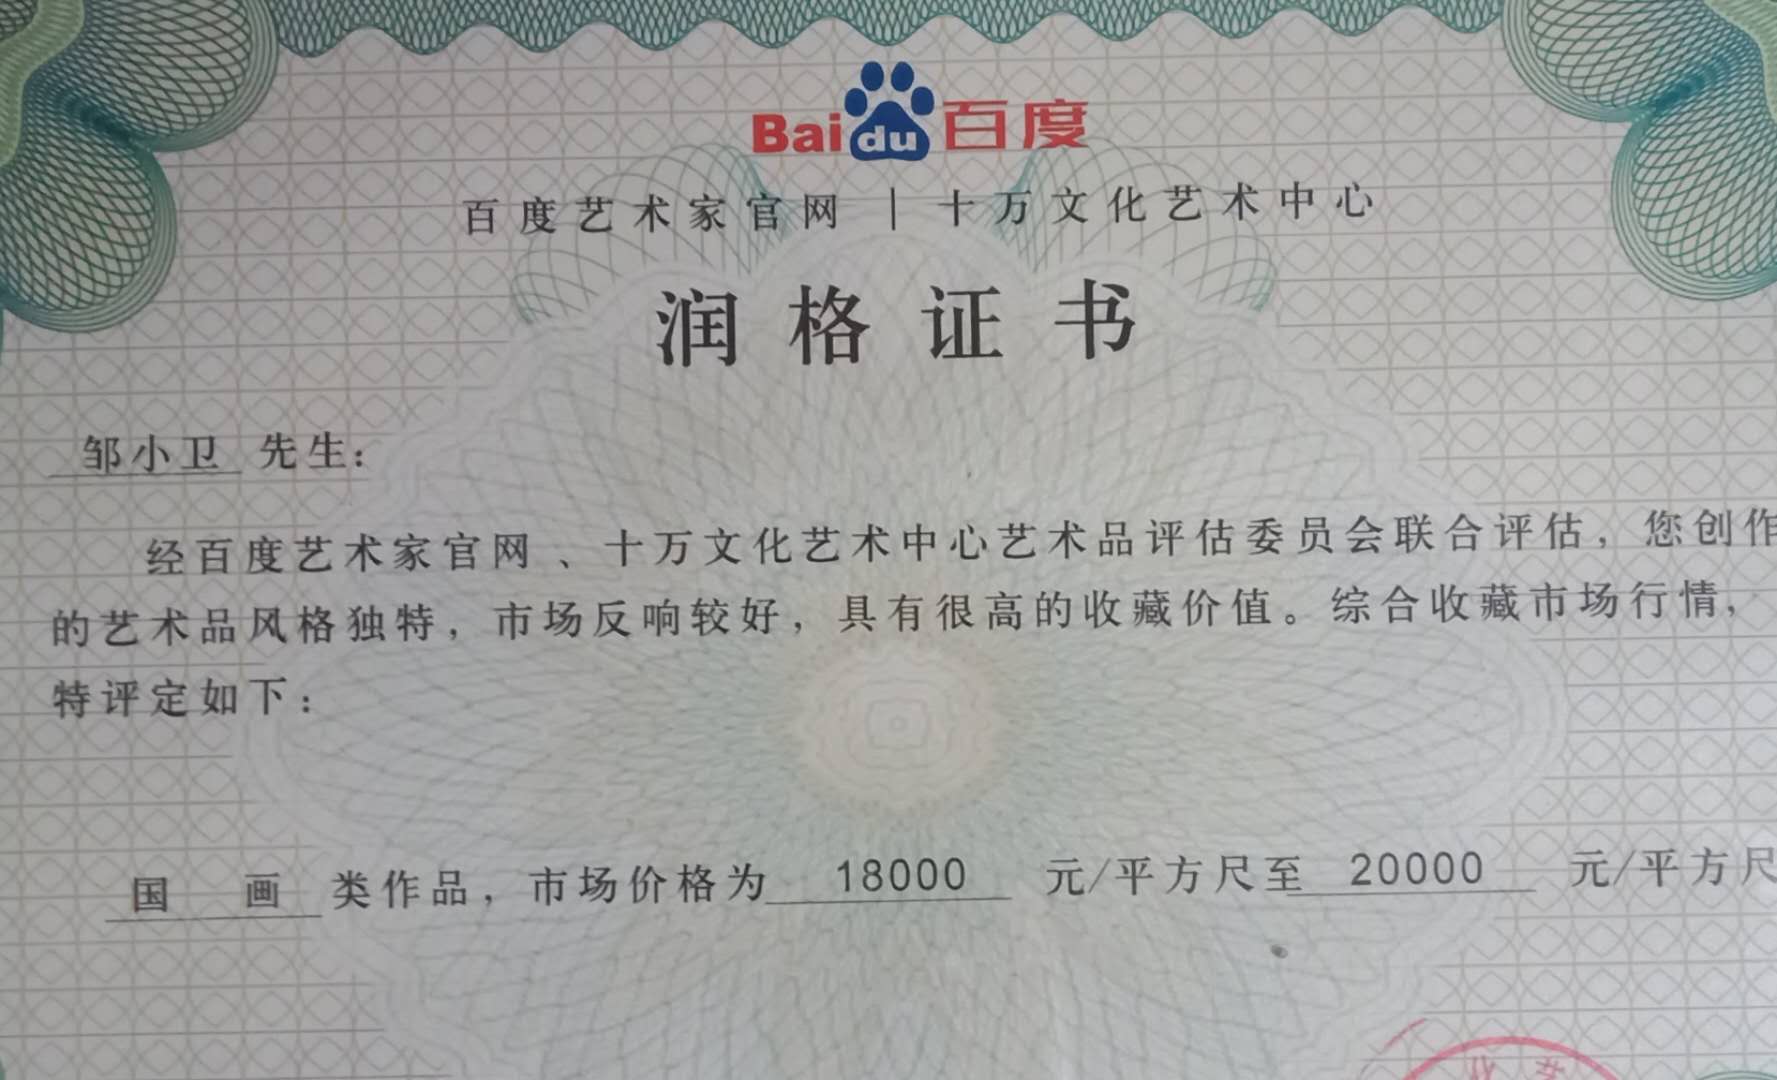 Baidu百度
百度艺术家官网 | 十万文化艺术中心
润格证书
邹小卫 先生:
经百度艺术家官网、十万文化艺术中心艺术品评估委员会联合评估，您创作
的艺术品风格独特，市场反响较好，具有很高的收藏价值。综合收藏市场行情，
特评定如下:
国 画 类作品，市场价格为 18000 元/平方尺至 20000 元/平方尺